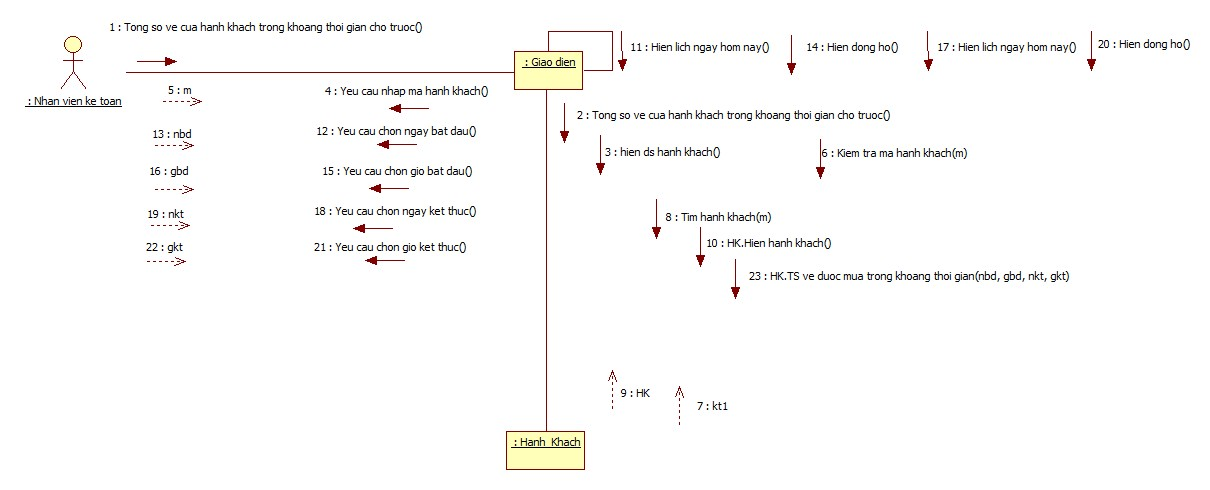 1 : Tong so ve cua hanh khach trong khoang thoi gian cho truoc()
: Nhan vien ke toan
: Giao dien
11 : Hien lich ngay hom nay()
14 : Hien dong ho()
17 : Hien lich ngay hom nay()
20 : Hien dong ho()
5 : m
4 : Yeu cau nhap ma hanh khach()
2 : Tong so ve cua hanh khach trong khoang thoi gian cho truoc()
13 : nbd
12 : Yeu cau chon ngay bat dau()
3 : hien ds hanh khach()
6 : Kiem tra ma hanh khach(m)
16 : gbd
15 : Yeu cau chon gio bat dau()
19 : nkt
18 : Yeu cau chon ngay ket thuc()
8 : Tim hanh khach(m)
22 : gkt
21 : Yeu cau chon gio ket thuc()
10 : HK.Hien hanh khach()
23 : HK.TS ve duoc mua trong khoang thoi gian(nbd, gbd, nkt, gkt)
9 : HK
7 : kt1
: Hanh_Khach